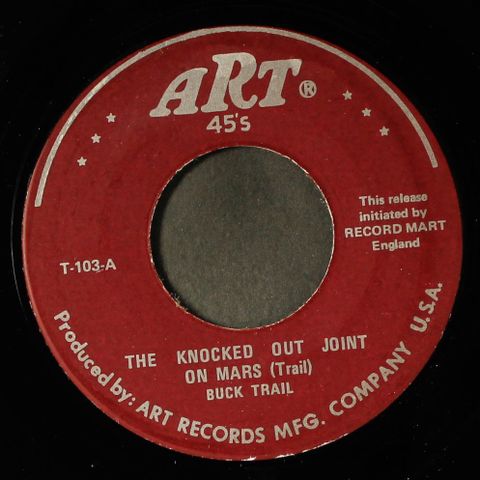 ART®
45's
This release
initiated by
RECORD MART
England
T-103-A
THE KNOCKED OUT JOINT
ON MARS (Trail)
BUCK TRAIL
Produced by: ART RECORDS MFG. COMPANY U.S.A.